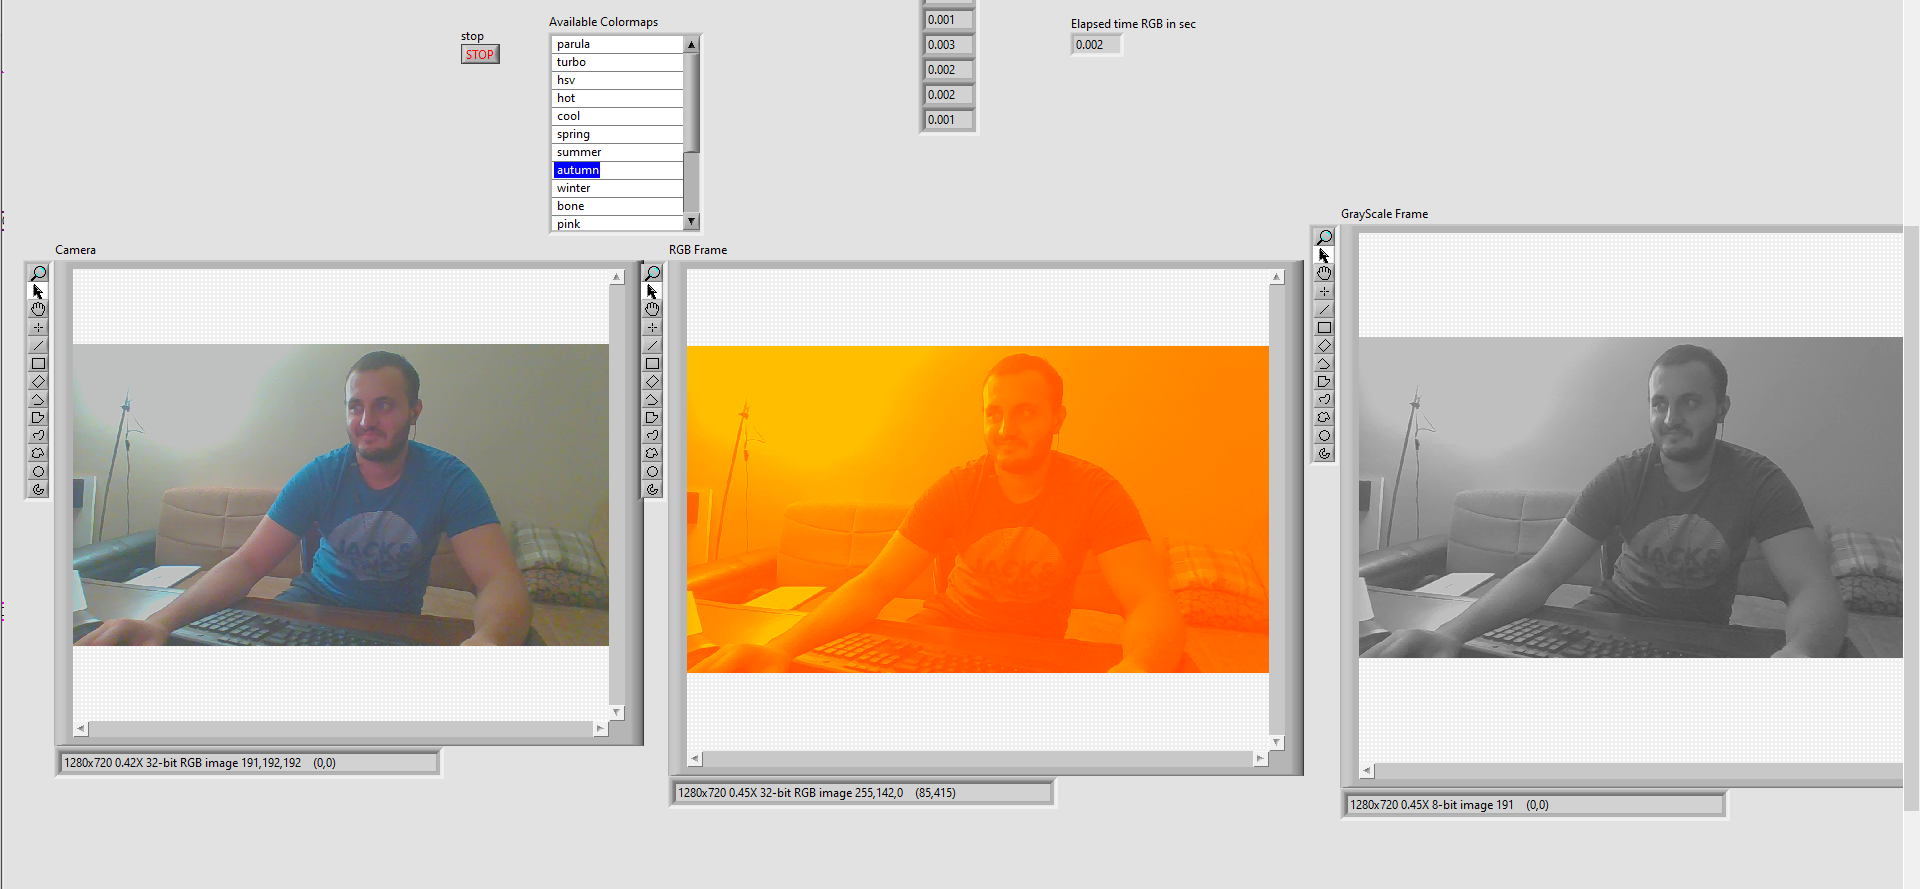 stop
STOP
Available Colormaps
parula
turbo
hsv
hot
cool
spring
summer
autumn
winter
bone
pink
0.001
0.003
0.002
0.002
0.001
Elapsed time RGB in sec
0.002
Camera
JACK&
1280x720 0.42X 32-bit RGB image 191,192,192 (0,0)
RGB Frame
JACK&
1280x720 0.45X 32-bit RGB image 255,142,0 (85,415)
GrayScale Frame
JACK&
1280x720 0.45X 8-bit image 191 (0,0)